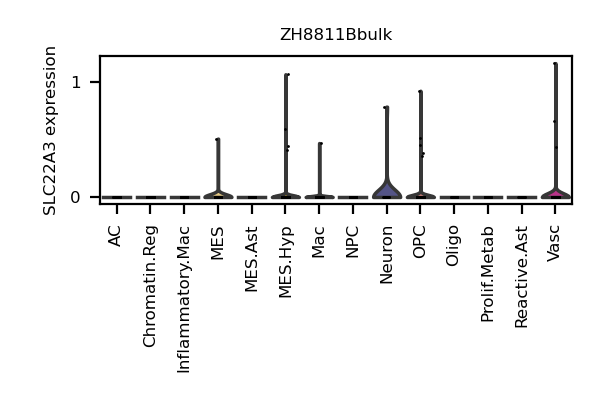 ZH8811Bbulk
SLC22A3 expression
1
0
AC
Chromatin.Reg
Inflammatory.Mac
MES
MES.Ast
MES.Hyp
Mac
NPC
Neuron
OPC
Oligo
Prolif.Metab
Reactive.Ast
Vasc